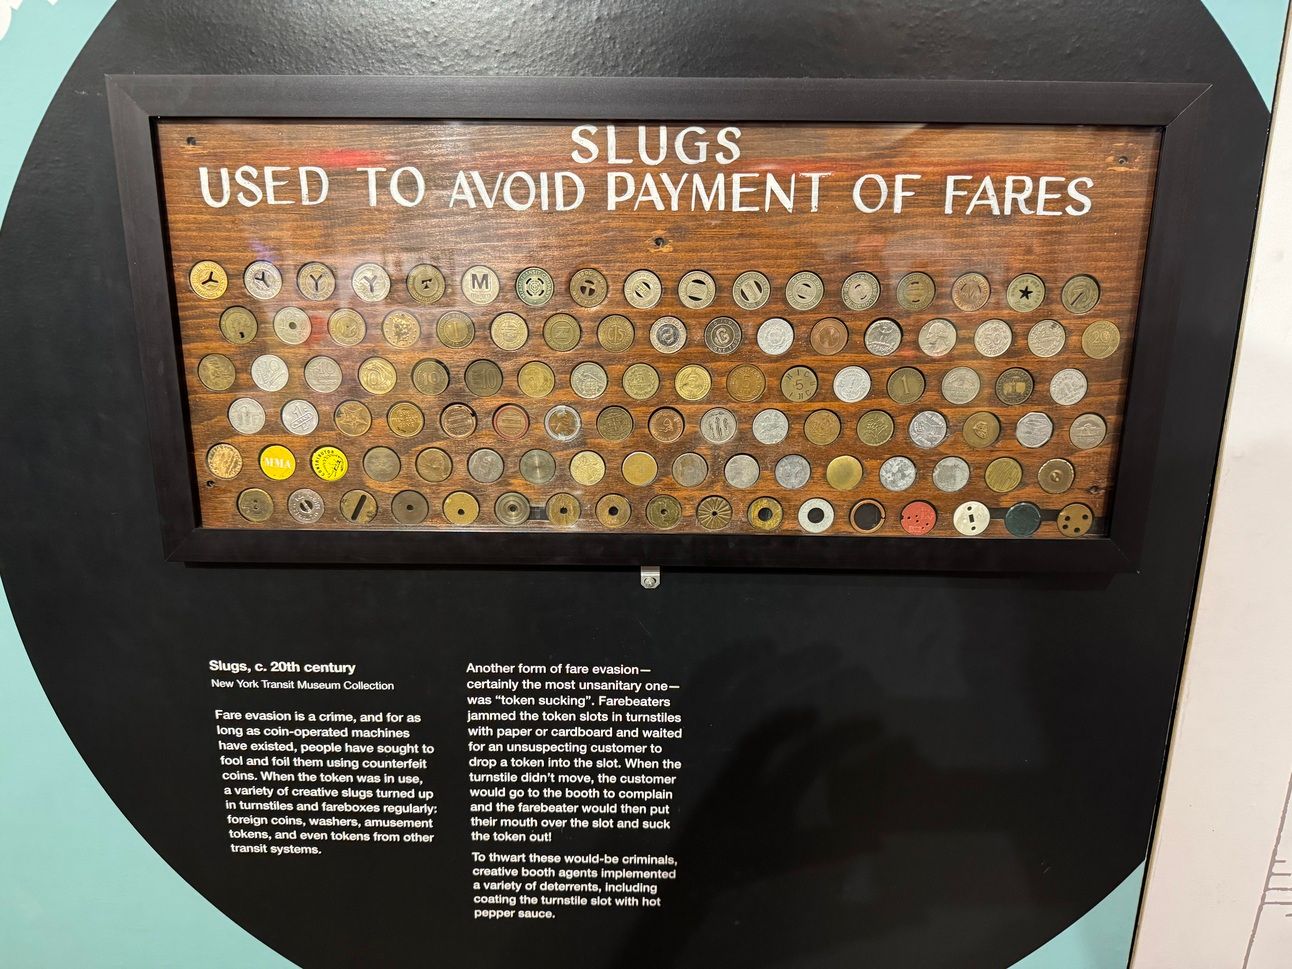 SLUGS
USED TO AVOID PAYMENT OF FARES
M
MMA
Slugs, c. 20th century
New York Transit Museum Collection
Fare evasion is a crime, and for as
long as coin-operated machines
have existed, people have sought to
fool and foil them using counterfeit
coins. When the token was in use,
a variety of creative slugs turned up
in turnstiles and fareboxes regularly:
foreign coins, washers, amusement
tokens, and even tokens from other
transit systems.
Another form of fare evasion—
certainly the most unsanitary one—
was “token sucking”. Farebeaters
jammed the token slots in turnstiles
with paper or cardboard and waited
for an unsuspecting customer to
drop a token into the slot. When the
turnstile didn’t move, the customer
would go to the booth to complain
and the farebeater would then put
their mouth over the slot and suck
the token out!
To thwart these would-be criminals,
creative booth agents implemented
a variety of deterrents, including
coating the turnstile slot with hot
pepper sauce.